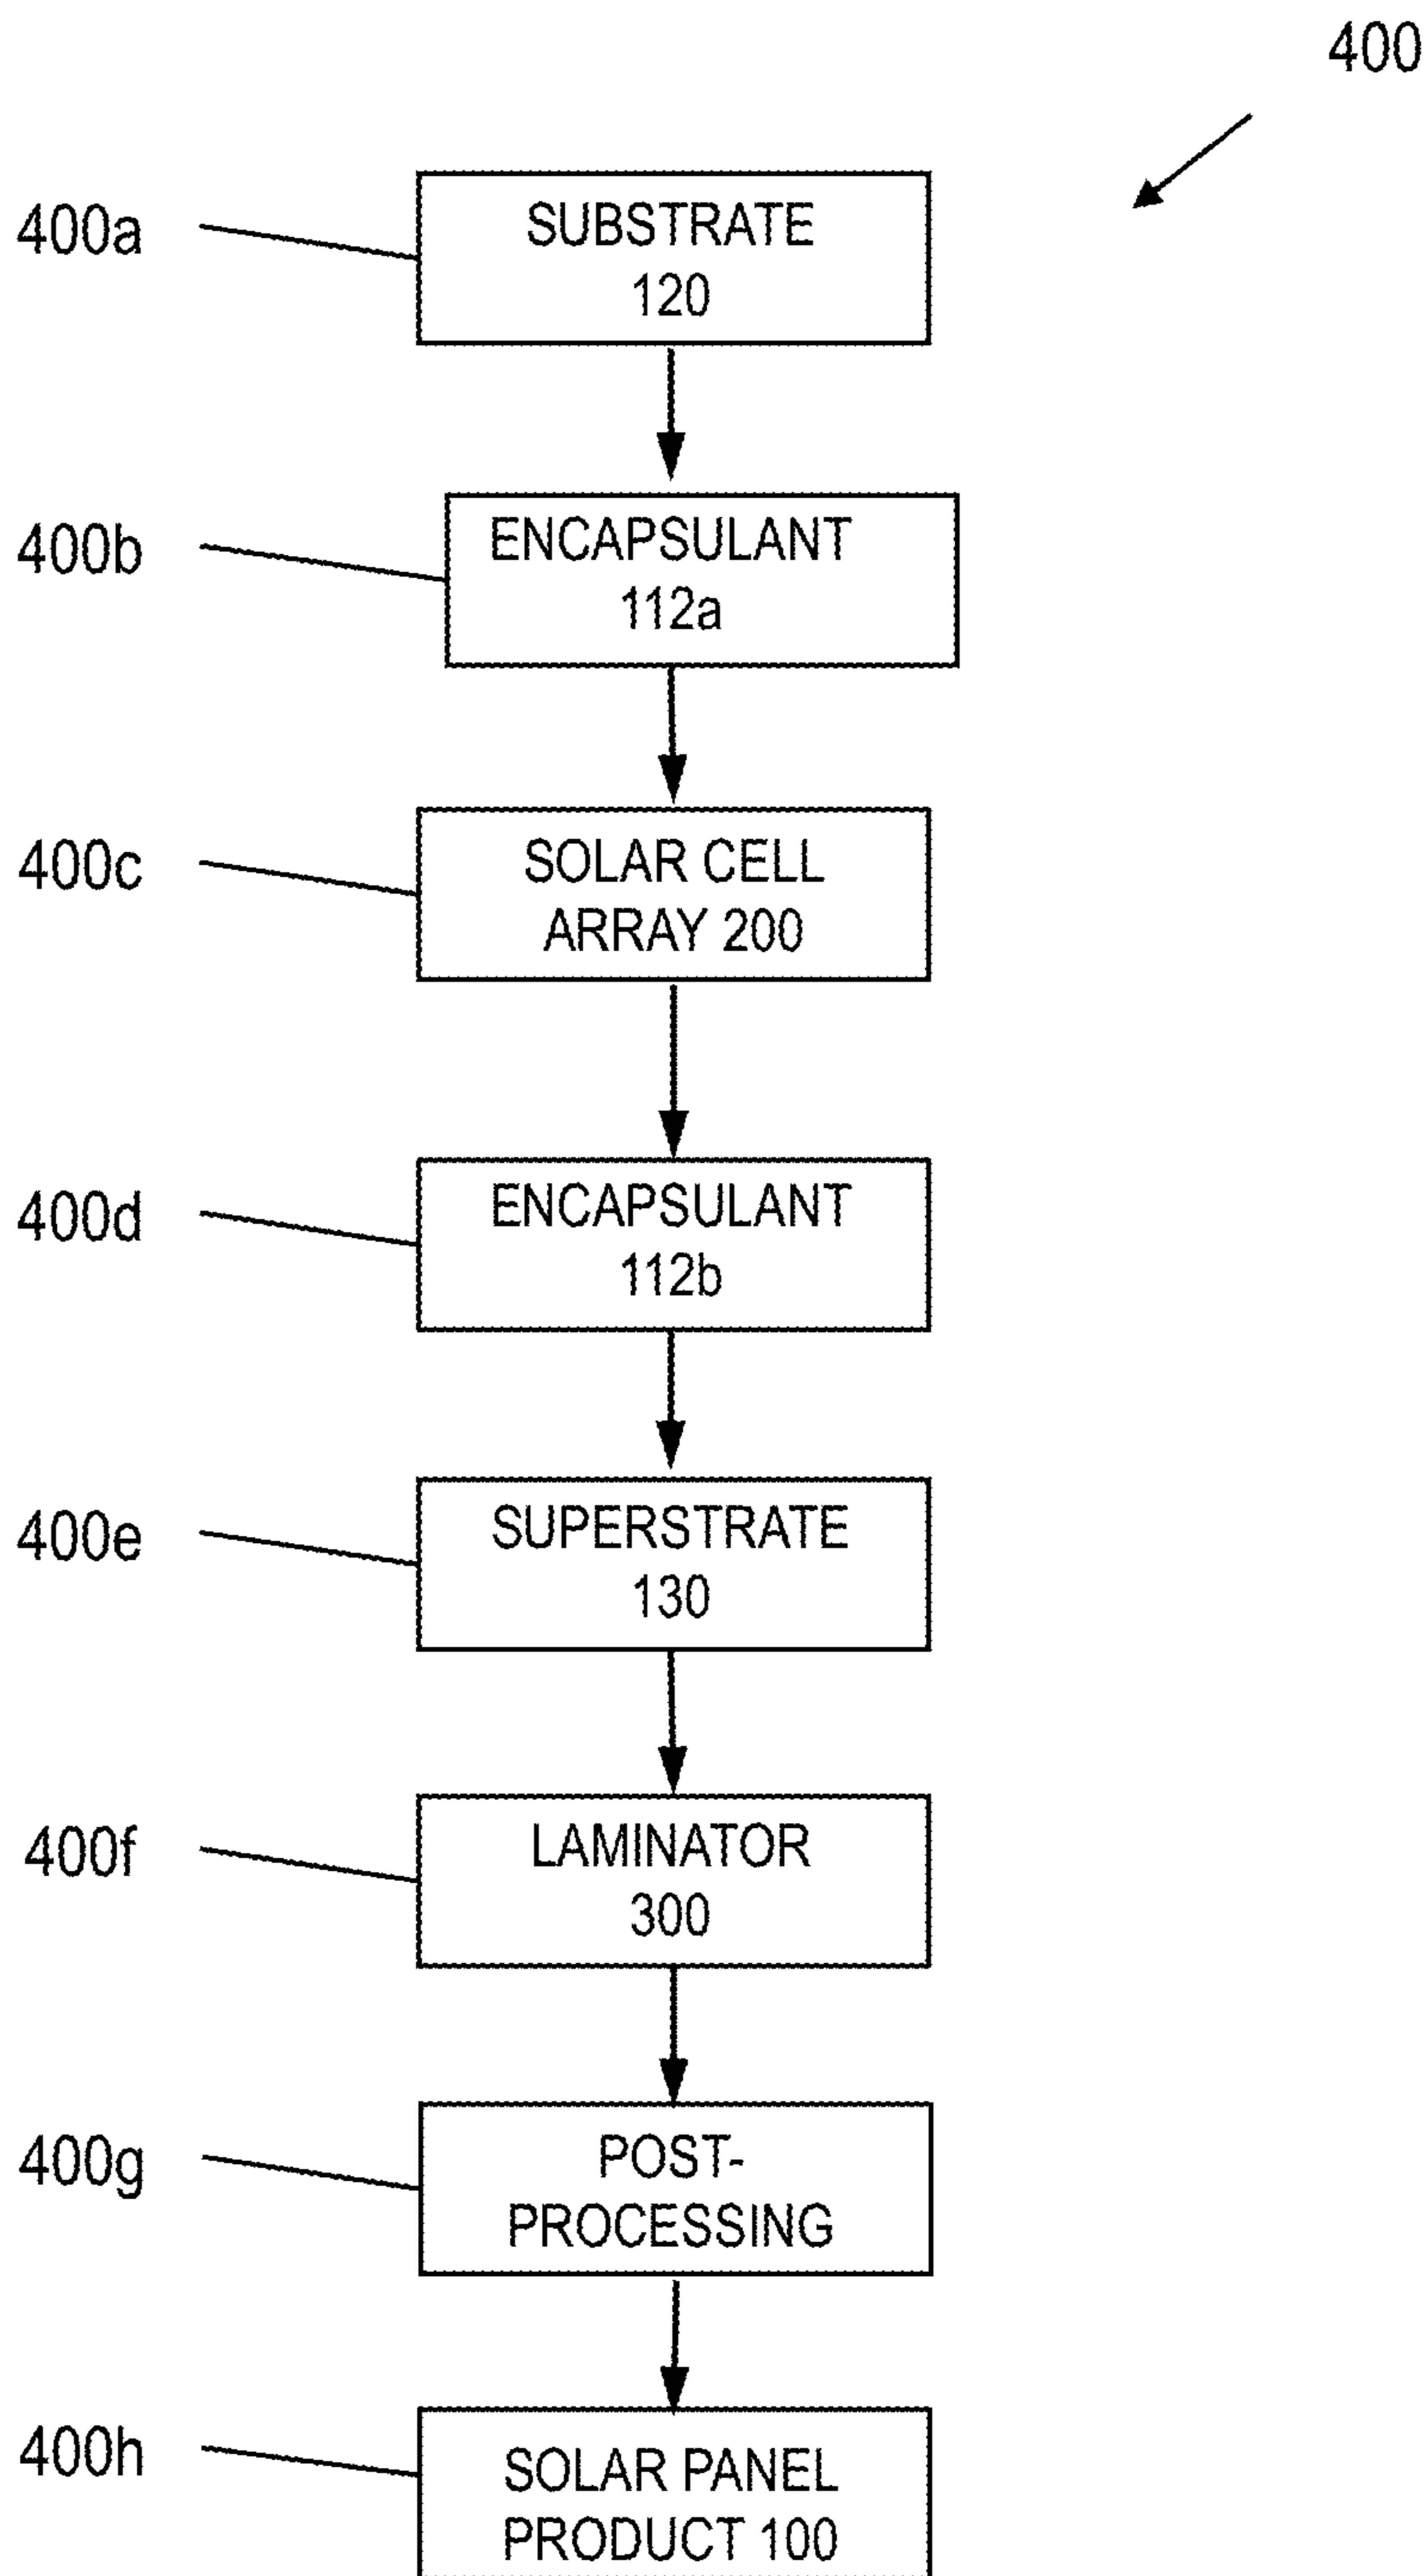 400
400a
SUBSTRATE
120
400b
ENCAPSULANT
112a
400c
SOLAR CELL
ARRAY 200
400d
ENCAPSULANT
112b
400e
SUPERSTRATE
130
400f
LAMINATOR
300
400g
POST-
PROCESSING
400h
SOLAR PANEL
PRODUCT 100